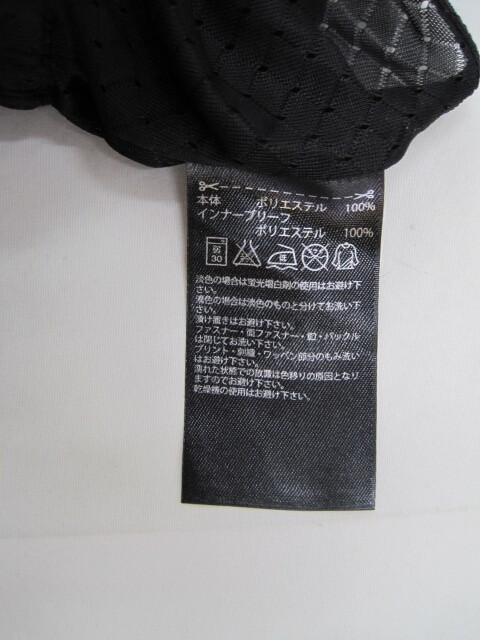 本体 ポリエステル 100%
インナーブリーフ
ポリエステル 100%
弱
30
低
淡色の場合は蛍光増白剤の使用はお避け下
さい。
濃色の場合は淡色のものと分けてお洗い下
さい。
漬け置きはお避け下さい。
ファスナー・面ファスナー・釦・バックル
は閉じてお洗い下さい。
プリント・刺繍・ワッペン部分のもみ洗い
はお避け下さい。
濡れた状態での放置は色移りの原因となり
ますのでお避け下さい。
乾燥機の使用はお避け下さい。